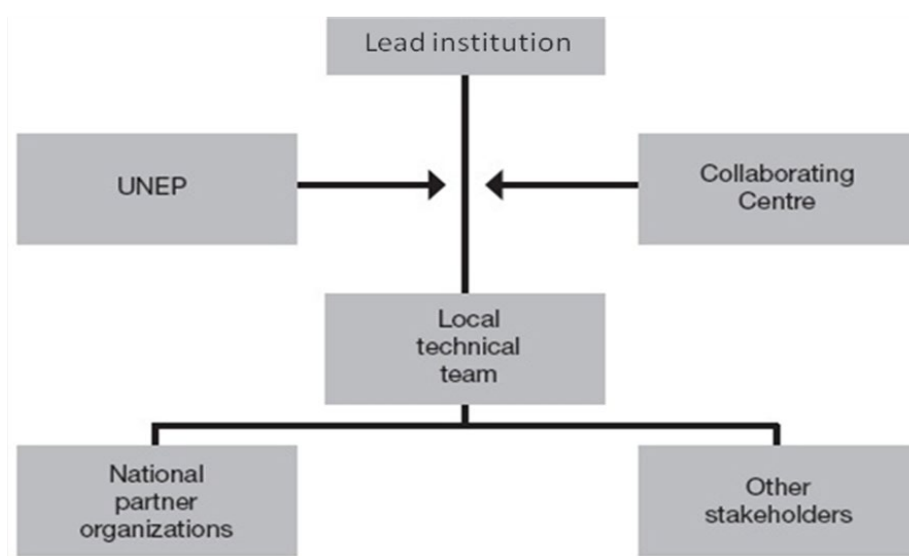 Lead institution
UNEP
Collaborating
Centre
Local
technical
team
National
partner
organizations
Other
stakeholders